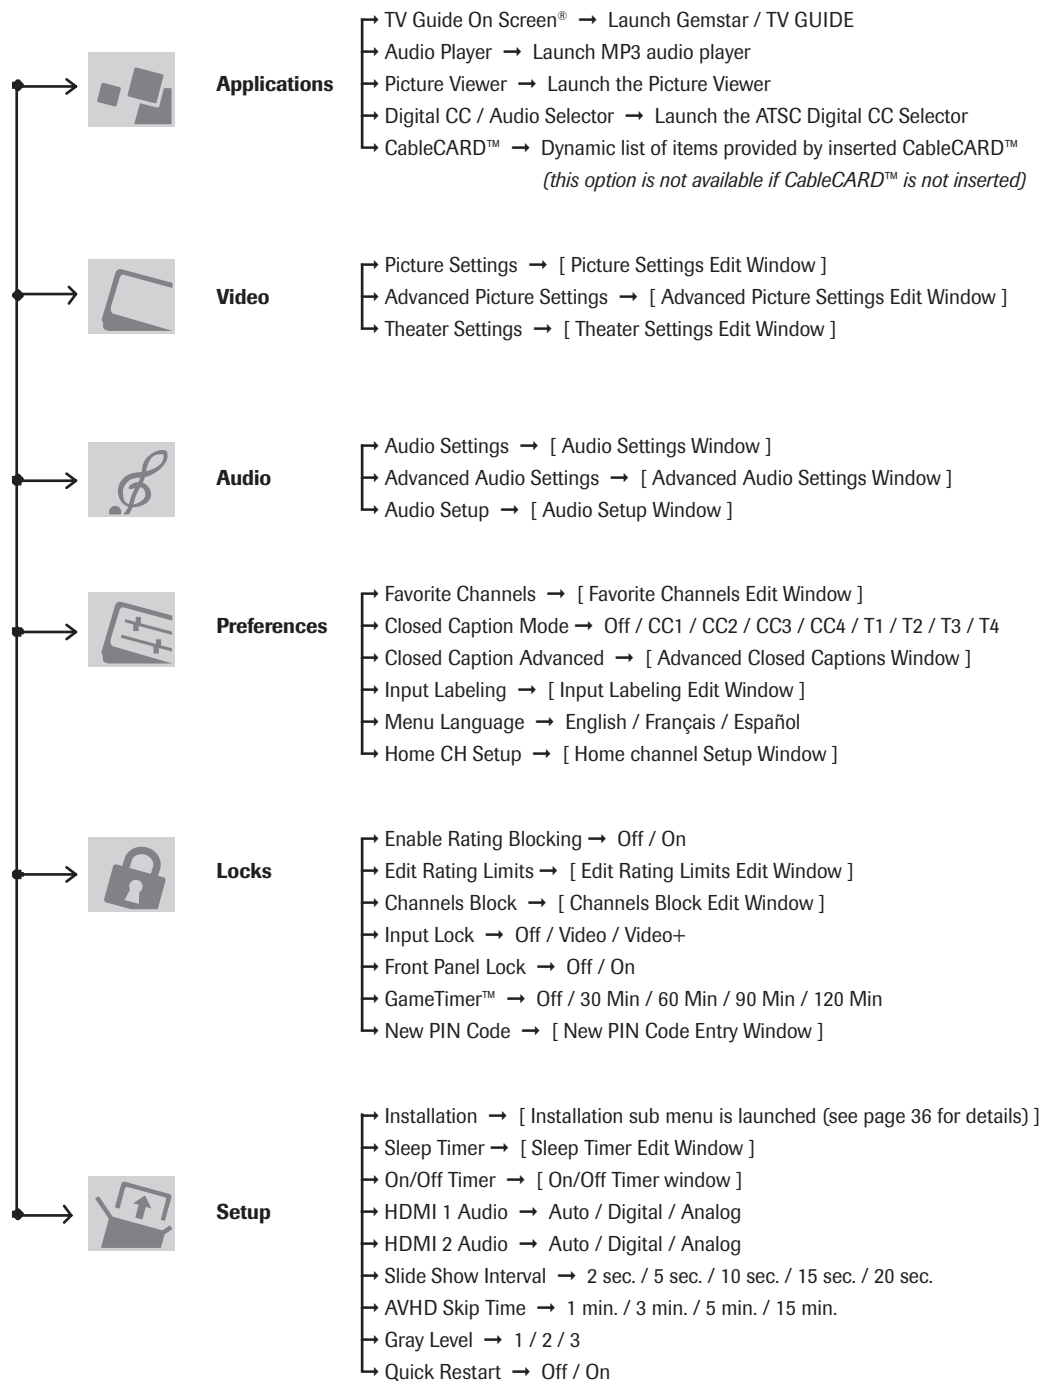 TV Guide On Screen® → Launch Gemstar / TV GUIDE
Audio Player → Launch MP3 audio player
Applications
Picture Viewer → Launch the Picture Viewer
Digital CC / Audio Selector → Launch the ATSC Digital CC Selector
CableCARD™ → Dynamic list of items provided by inserted CableCARD™
(this option is not available if CableCARD™ is not inserted)
Picture Settings → [ Picture Settings Edit Window ]
Video
Advanced Picture Settings → [ Advanced Picture Settings Edit Window ]
Theater Settings → [ Theater Settings Edit Window ]
Audio Settings → [ Audio Settings Window ]
Audio
Advanced Audio Settings → [ Advanced Audio Settings Window ]
Audio Setup → [ Audio Setup Window ]
Favorite Channels → [ Favorite Channels Edit Window ]
Preferences
Closed Caption Mode → Off / CC1 / CC2 / CC3 / CC4 / T1 / T2 / T3 / T4
Closed Caption Advanced → [ Advanced Closed Captions Window ]
Input Labeling → [ Input Labeling Edit Window ]
Menu Language → English / Français / Español
Home CH Setup → [ Home channel Setup Window ]
Enable Rating Blocking → Off / On
Locks
Edit Rating Limits → [ Edit Rating Limits Edit Window ]
Channels Block → [ Channels Block Edit Window ]
Input Lock → Off / Video / Video+
Front Panel Lock → Off / On
GameTimer™ → Off / 30 Min / 60 Min / 90 Min / 120 Min
New PIN Code → [ New PIN Code Entry Window ]
Installation → [ Installation sub menu is launched (see page 36 for details) ]
Sleep Timer → [ Sleep Timer Edit Window ]
On/Off Timer → [ On/Off Timer window ]
Setup
HDMI 1 Audio → Auto / Digital / Analog
HDMI 2 Audio → Auto / Digital / Analog
Slide Show Interval → 2 sec. / 5 sec. / 10 sec. / 15 sec. / 20 sec.
AVHD Skip Time → 1 min. / 3 min. / 5 min. / 15 min.
Gray Level → 1 / 2 / 3
Quick Restart → Off / On